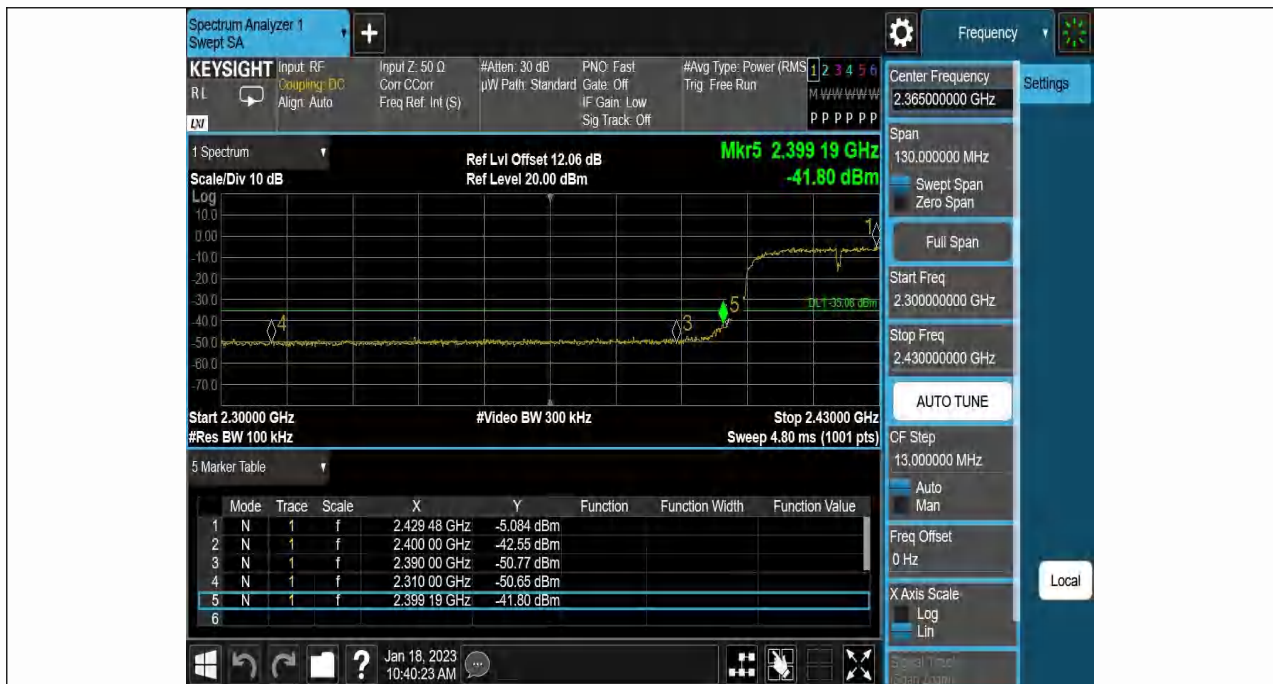 Spectrum Analyzer 1
Swept SA
+
Frequency
KEYSIGHT
RL
LXI
Input: RF
Coupling: DC
Align: Auto
Input Z: 50 Ω
Corr CCorr
Freq Ref: Int (S)
#Atten: 30 dB
µW Path: Standard
PNO: Fast
Gate: Off
IF Gain: Low
Sig Track: Off
#Avg Type: Power (RMS
Trig: Free Run
1 2 3 4 5 6
M W W W W W
P P P P P P
1 Spectrum
Scale/Div 10 dB
Ref Lvl Offset 12.06 dB
Ref Level 20.00 dBm
Mkr5 2.399 19 GHz
-41.80 dBm
Log
10.0
0.00
-10.0
-20.0
-30.0
-40.0
-50.0
-60.0
-70.0
1
DL1 -35.08 dBm
5
4
3
Start 2.30000 GHz
#Video BW 300 kHz
Stop 2.43000 GHz
#Res BW 100 kHz
Sweep 4.80 ms (1001 pts)
5 Marker Table
Mode Trace Scale X Y Function Function Width Function Value
1 N 1 f 2.429 48 GHz -5.084 dBm
2 N 1 f 2.400 00 GHz -42.55 dBm
3 N 1 f 2.390 00 GHz -50.77 dBm
4 N 1 f 2.310 00 GHz -50.65 dBm
5 N 1 f 2.399 19 GHz -41.80 dBm
6
?
Jan 18, 2023
10:40:23 AM
Center Frequency
2.365000000 GHz
Settings
Span
130.000000 MHz
Swept Span
Zero Span
Full Span
Start Freq
2.300000000 GHz
Stop Freq
2.430000000 GHz
AUTO TUNE
CF Step
13.000000 MHz
Auto
Man
Freq Offset
0 Hz
X Axis Scale
Log
Lin
Signal Track
(Span Zoom)
Local